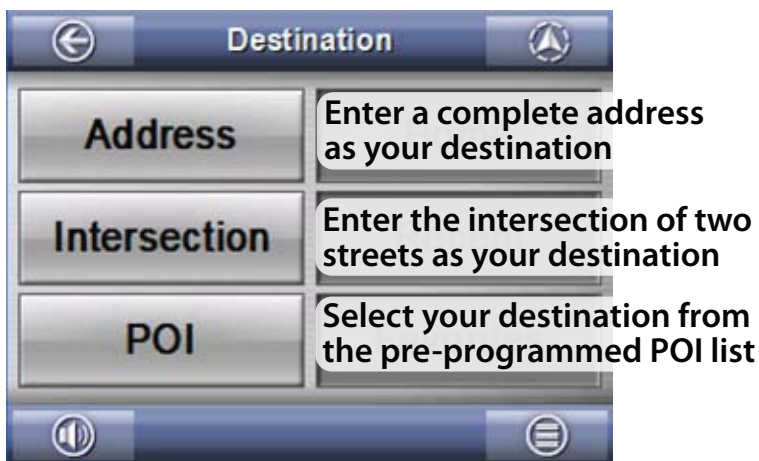 Destination
Address
Enter a complete address
as your destination
Intersection
Enter the intersection of two
streets as your destination
POI
Select your destination from
the pre-programmed POI list